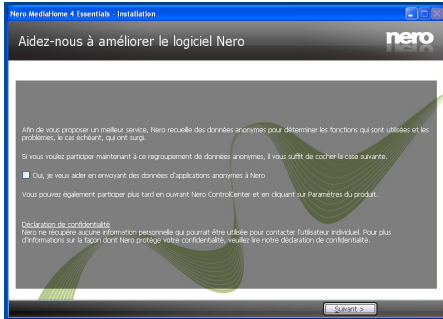 Nero MediaHome 4 Essentials - Installation
Aidez-nous à améliorer le logiciel Nero
nero
Afin de vous proposer un meilleur service, Nero recueille des données anonymes pour déterminer les fonctions qui sont utilisées et les
problèmes, le cas échéant, qui ont surgi.
Si vous voulez participer maintenant à ce regroupement de données anonymes, il vous suffit de cocher la case suivante.
Oui, je veux aider en envoyant des données d'applications anonymes à Nero
Vous pouvez également participer plus tard en ouvrant Nero ControlCenter et en cliquant sur Paramètres du produit.
Déclaration de confidentialité
Nero ne récupère aucune information personnelle qui pourrait être utilisée pour contacter l'utilisateur individuel. Pour plus
d'informations sur la façon dont Nero protège votre confidentialité, veuillez lire notre déclaration de confidentialité.
Suivant >